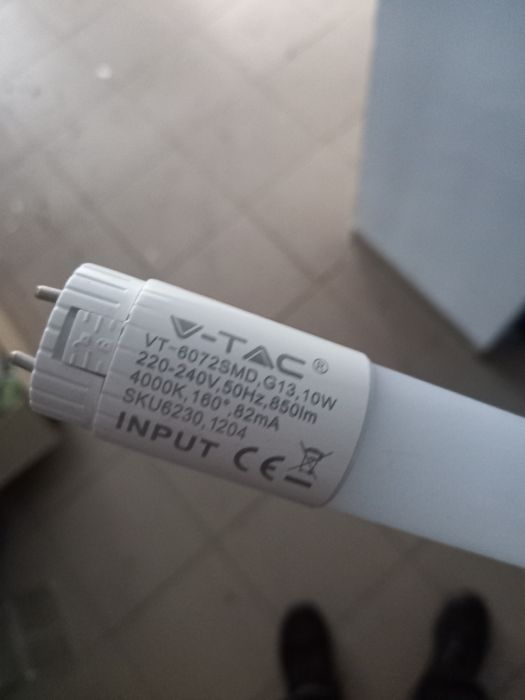 V-TAC®
VT-6072SMD,G13,10W
220-240V,50Hz,850lm
4000K,160°,82mA
SKU6230,1204
INPUT CE